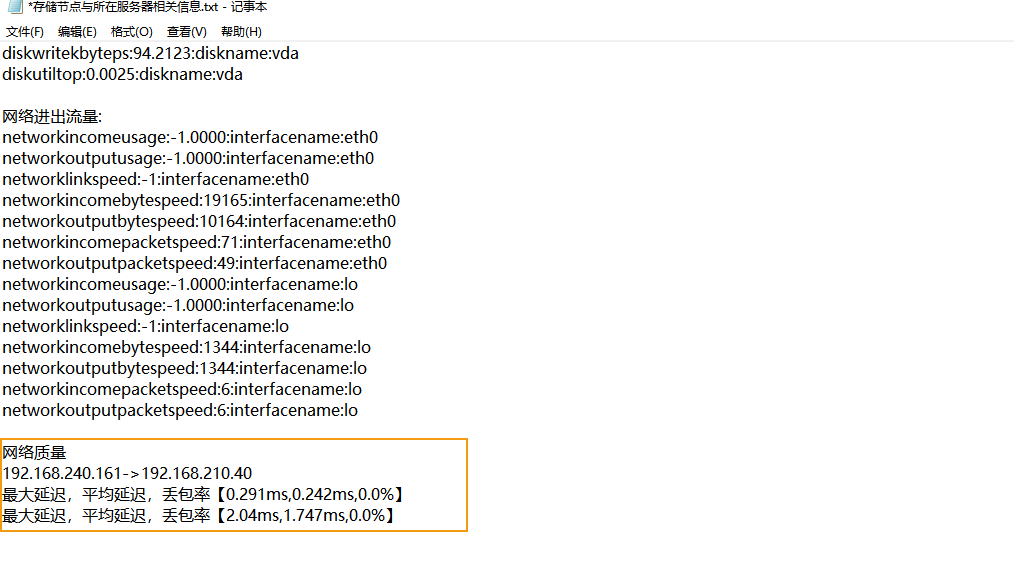 *存储节点与所在服务器相关信息.txt - 记事本
文件(F) 编辑(E) 格式(O) 查看(V) 帮助(H)
diskwritekbyteps:94.2123:diskname:vda
diskutiltop:0.0025:diskname:vda
网络进出流量:
networkincomeusage:-1.0000:interfacename:eth0
networkoutputusage:-1.0000:interfacename:eth0
networklinkspeed:-1:interfacename:eth0
networkincomebytespeed:19165:interfacename:eth0
networkoutputbytespeed:10164:interfacename:eth0
networkincomepacketspeed:71:interfacename:eth0
networkoutputpacketspeed:49:interfacename:eth0
networkincomeusage:-1.0000:interfacename:lo
networkoutputusage:-1.0000:interfacename:lo
networklinkspeed:-1:interfacename:lo
networkincomebytespeed:1344:interfacename:lo
networkoutputbytespeed:1344:interfacename:lo
networkincomepacketspeed:6:interfacename:lo
networkoutputpacketspeed:6:interfacename:lo
网络质量
192.168.240.161->192.168.210.40
最大延迟，平均延迟，丢包率【0.291ms,0.242ms,0.0%】
最大延迟，平均延迟，丢包率【2.04ms,1.747ms,0.0%】